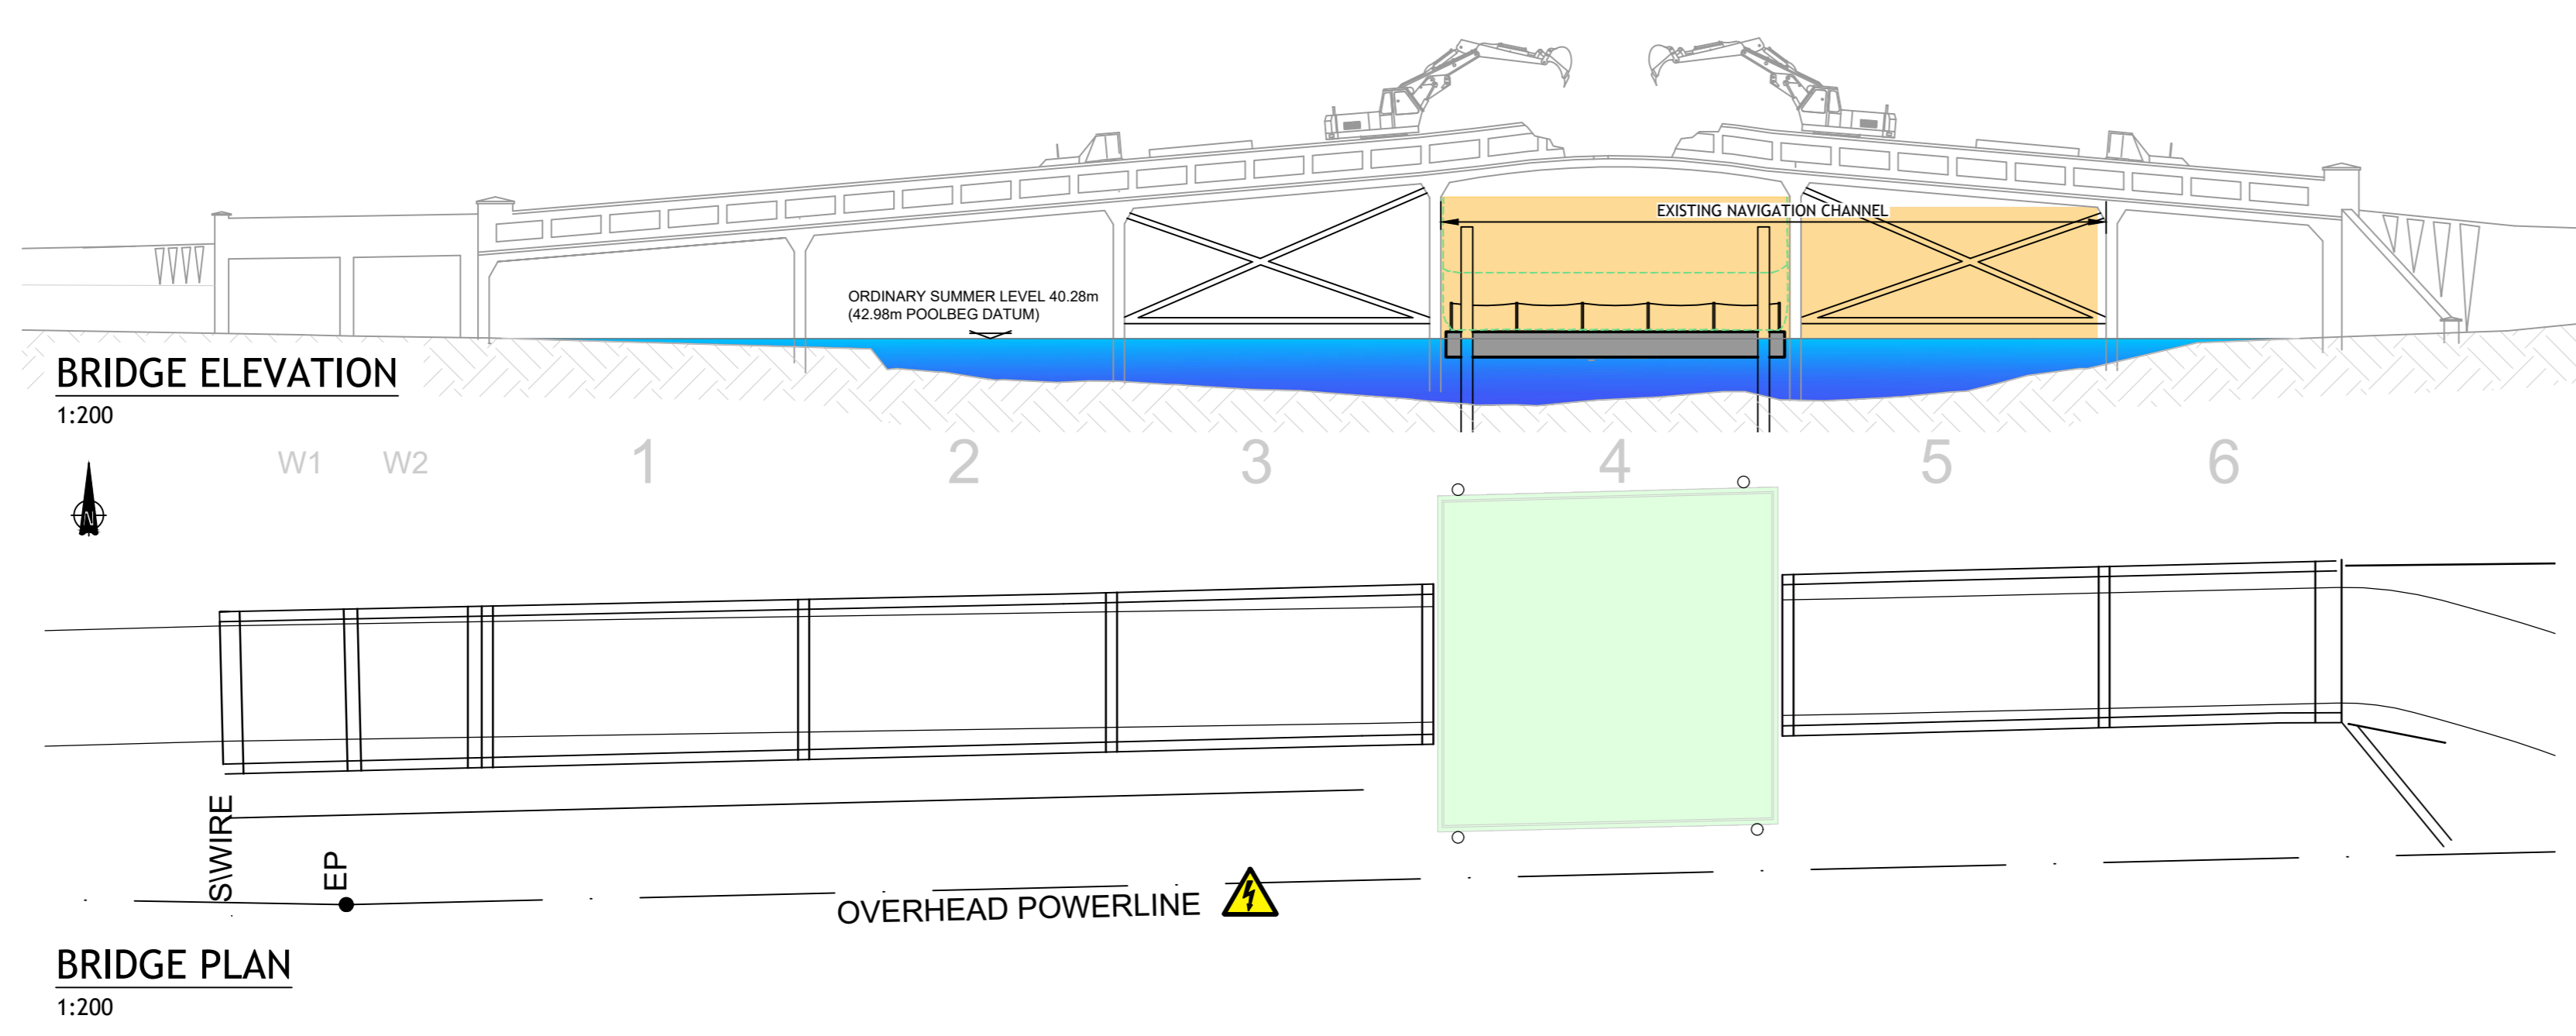 EXISTING NAVIGATION CHANNEL
ORDINARY SUMMER LEVEL 40.28m
(42.98m POOLBEG DATUM)
BRIDGE ELEVATION
1:200
W1 W2 1 2 3 4 5 6
N
S\WIRE
EP
OVERHEAD POWERLINE
BRIDGE PLAN
1:200